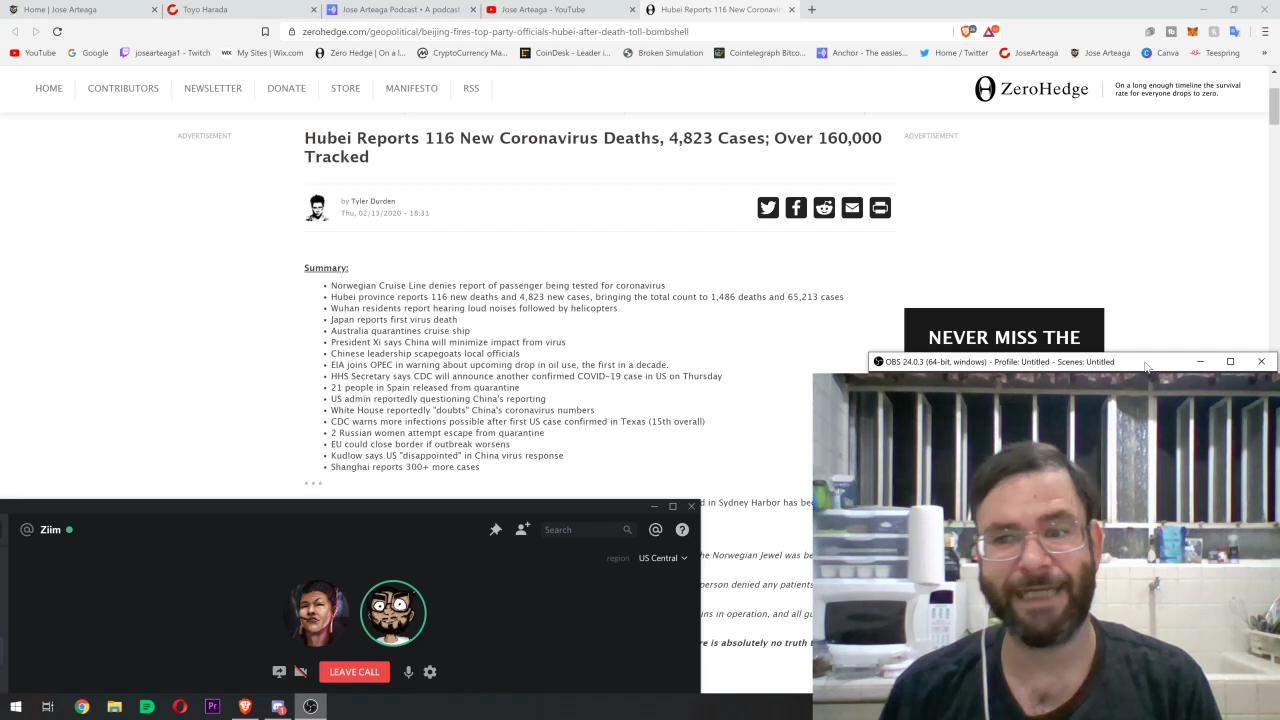 Home | Jose Arteaga
Toyo Harada
Jose Arteaga Podcast • A podcast
Jose Arteaga - YouTube
Hubei Reports 116 New Coronavirus
zerohedge.com/geopolitical/beijing-fires-top-party-officials-hubei-after-death-toll-bombshell
YouTube
Google
josearteaga1 - Twitch
My Sites | Wix.com
Zero Hedge | On a l...
CryptoCurrency Ma...
CoinDesk - Leader i...
Broken Simulation
Cointelegraph Bitco...
Anchor - The easies...
Home / Twitter
JoseArteaga
Jose Arteaga
Canva
Teespring
HOME
CONTRIBUTORS
NEWSLETTER
DONATE
STORE
MANIFESTO
RSS
ZeroHedge
On a long enough timeline the survival
rate for everyone drops to zero.
ADVERTISEMENT
Hubei Reports 116 New Coronavirus Deaths, 4,823 Cases; Over 160,000
Tracked
ADVERTISEMENT
by Tyler Durden
Thu, 02/13/2020 - 18:31
Summary:
• Norwegian Cruise Line denies report of passenger being tested for coronavirus
• Hubei province reports 116 new deaths and 4,823 new cases, bringing the total count to 1,486 deaths and 65,213 cases
• Wuhan residents report hearing loud noises followed by helicopters
• Japan reports first virus death
• Australia quarantines cruise ship
• President Xi says China will minimize impact from virus
• Chinese leadership scapegoats local officials
• EIA joins OPEC in warning about upcoming drop in oil use, the first in a decade.
• HHS Secretary says CDC will announce another confirmed COVID-19 case in US on Thursday
• 21 people in Spain released from quarantine
• US admin reportedly questioning China's reporting
• White House reportedly "doubts" China's coronavirus numbers
• CDC warns more infections possible after first US case confirmed in Texas (15th overall)
• 2 Russian women attempt escape from quarantine
• EU could close border if outbreak worsens
• Kudlow says US "disappointed" in China virus response
• Shanghai reports 300+ more cases
* * *
NEVER MISS THE
OBS 24.0.3 (64-bit, windows) - Profile: Untitled - Scenes: Untitled
d in Sydney Harbor has be
he Norwegian Jewel was be
person denied any patients
ins in operation, and all gu
re is absolutely no truth
@ Ziim
Search
region US Central
LEAVE CALL